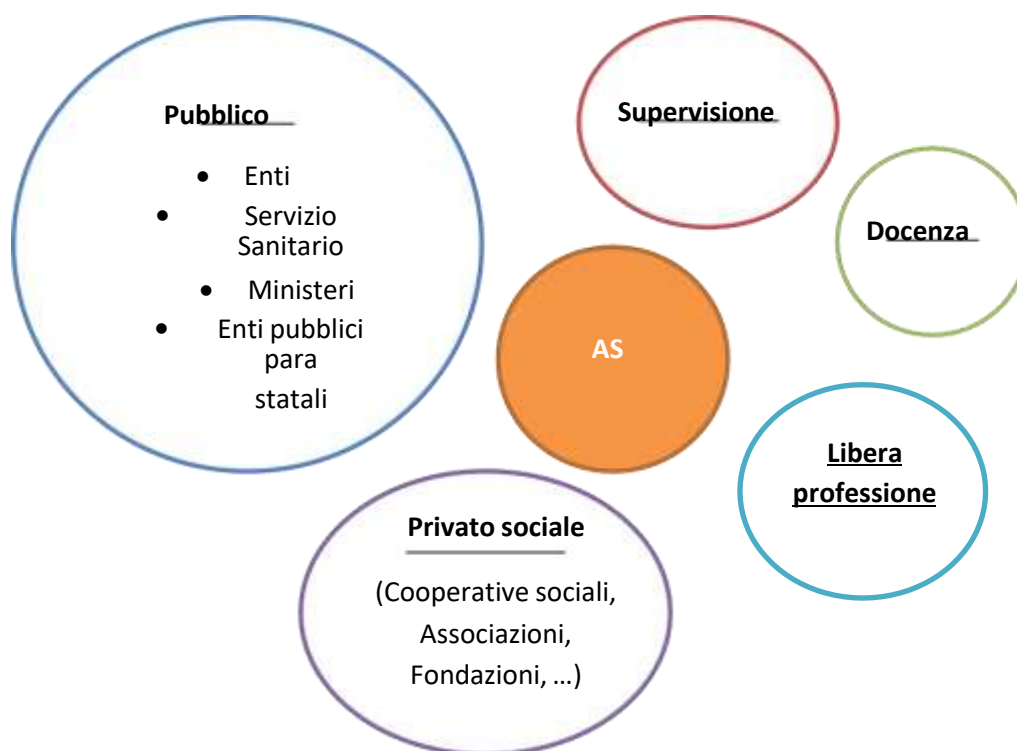 Pubblico
• Enti
• Servizio
Sanitario
• Ministeri
• Enti pubblici
para
statali
Supervisione
Docenza
AS
Libera
professione
Privato sociale
(Cooperative sociali,
Associazioni,
Fondazioni, ...)